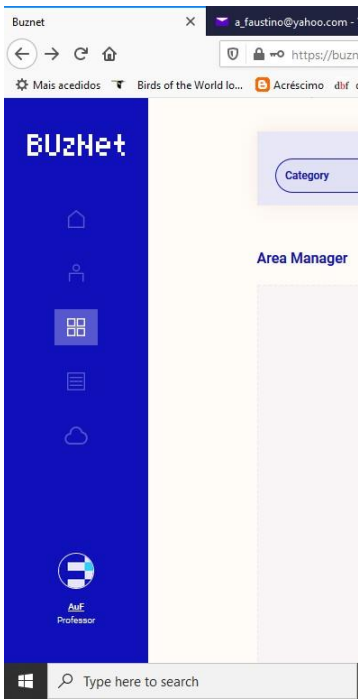 Buznet
a_faustino@yahoo.com -
https://buzn
Mais acedidos
Birds of the World lo...
Acréscimo
dbf
BUzNet
Category
Area Manager
AuF
Professor
Type here to search